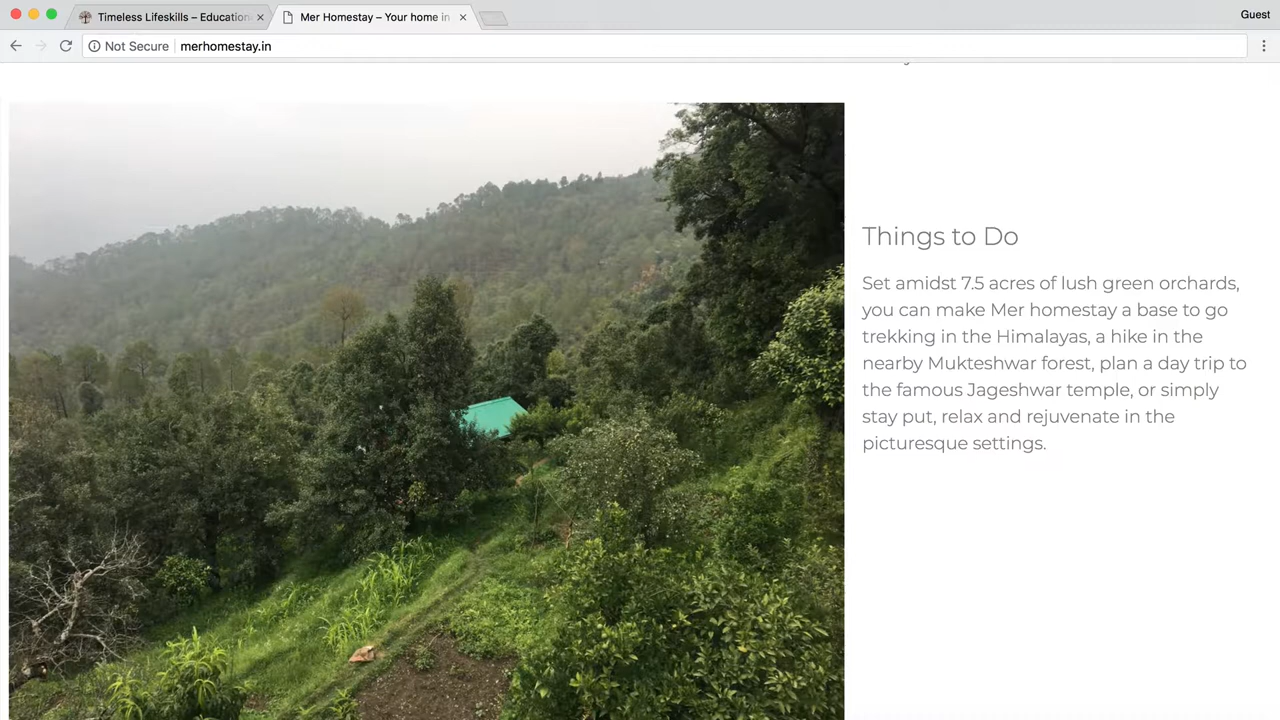 Timeless Lifeskills – Education
Mer Homestay – Your home in
Guest
Not Secure
merhomestay.in
Things to Do
Set amidst 7.5 acres of lush green orchards,
you can make Mer homestay a base to go
trekking in the Himalayas, a hike in the
nearby Mukteshwar forest, plan a day trip to
the famous Jageshwar temple, or simply
stay put, relax and rejuvenate in the
picturesque settings.